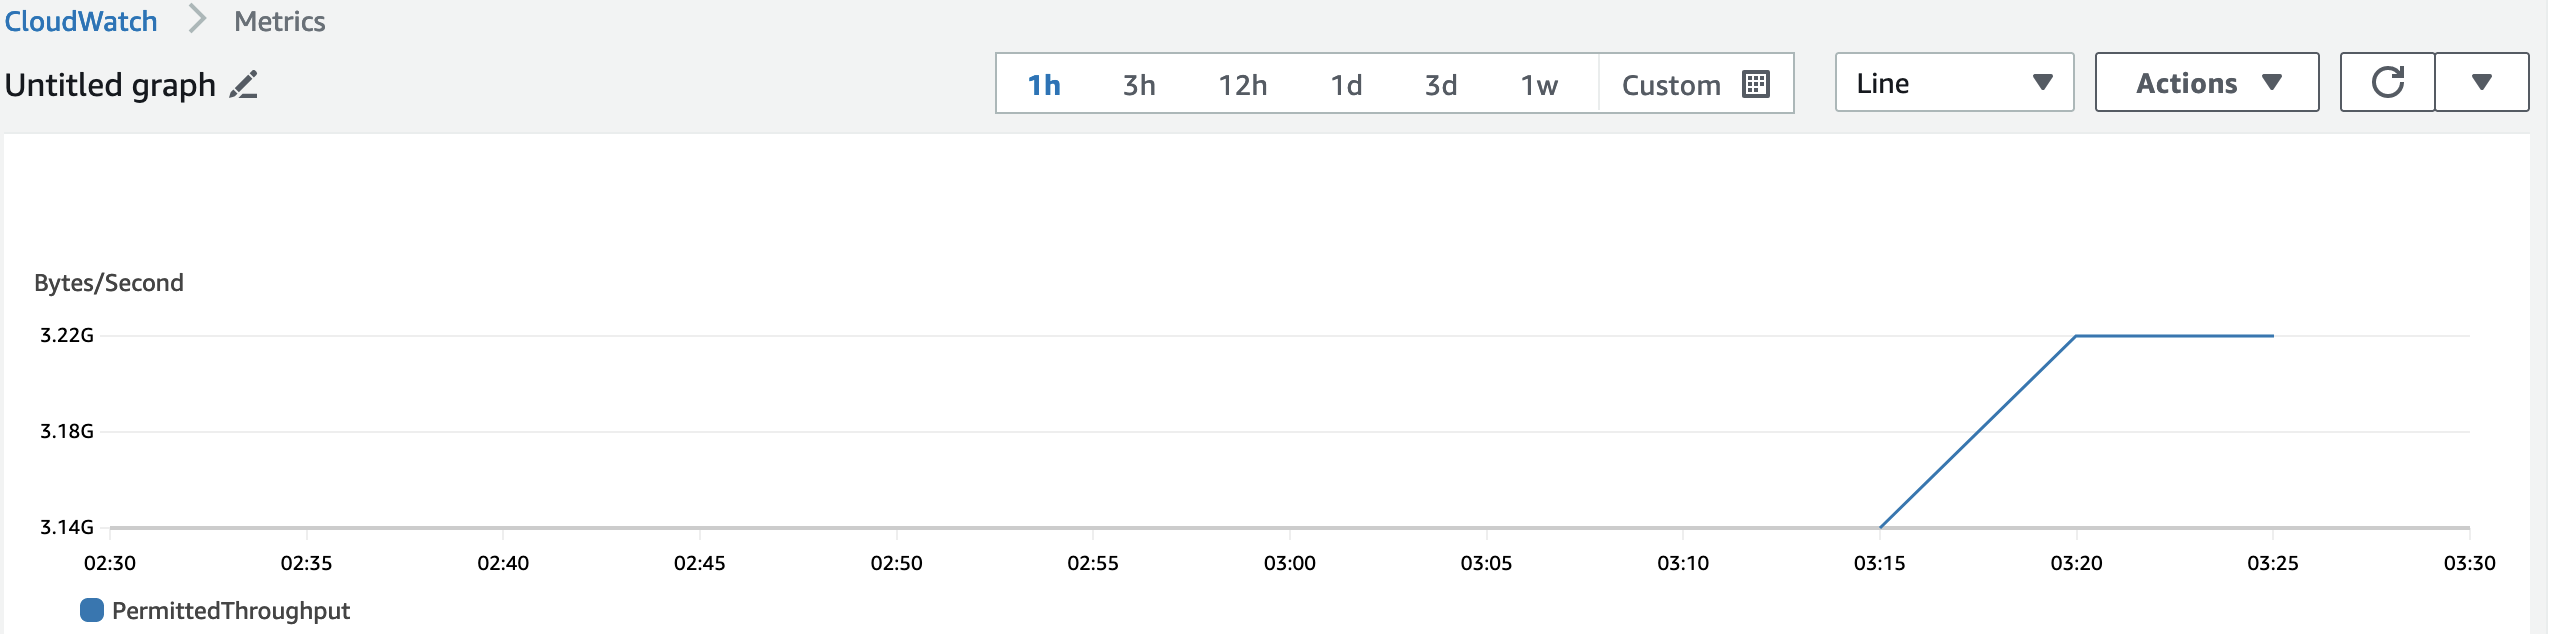 CloudWatch > Metrics
Untitled graph
1h 3h 12h 1d 3d 1w Custom Line Actions
Bytes/Second
3.22G
3.18G
3.14G
02:30 02:35 02:40 02:45 02:50 02:55 03:00 03:05 03:10 03:15 03:20 03:25 03:30
PermittedThroughput